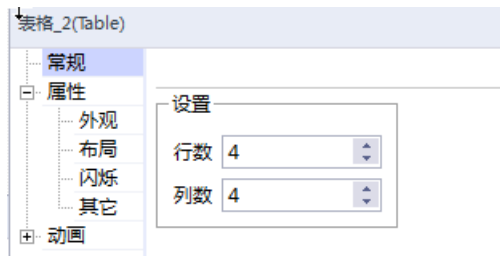 表格_2(Table)
常规
属性
外观
布局
闪烁
其它
动画
设置
行数 4
列数 4